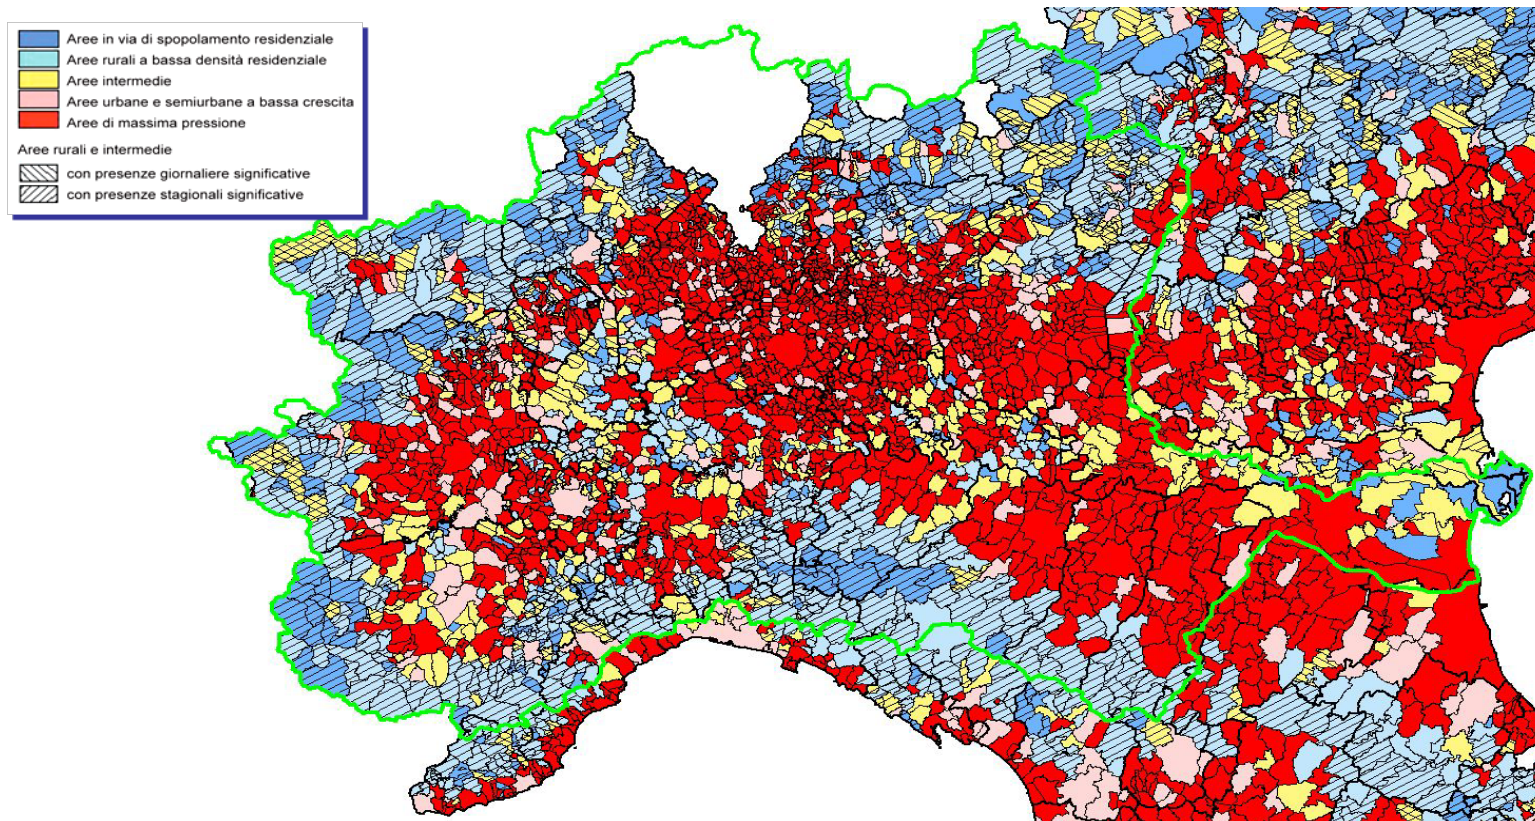 Aree in via di spopolamento residenziale
Aree rurali a bassa densità residenziale
Aree intermedie
Aree urbane e semiurbane a bassa crescita
Aree di massima pressione
Aree rurali e intermedie
con presenze giornaliere significative
con presenze stagionali significative